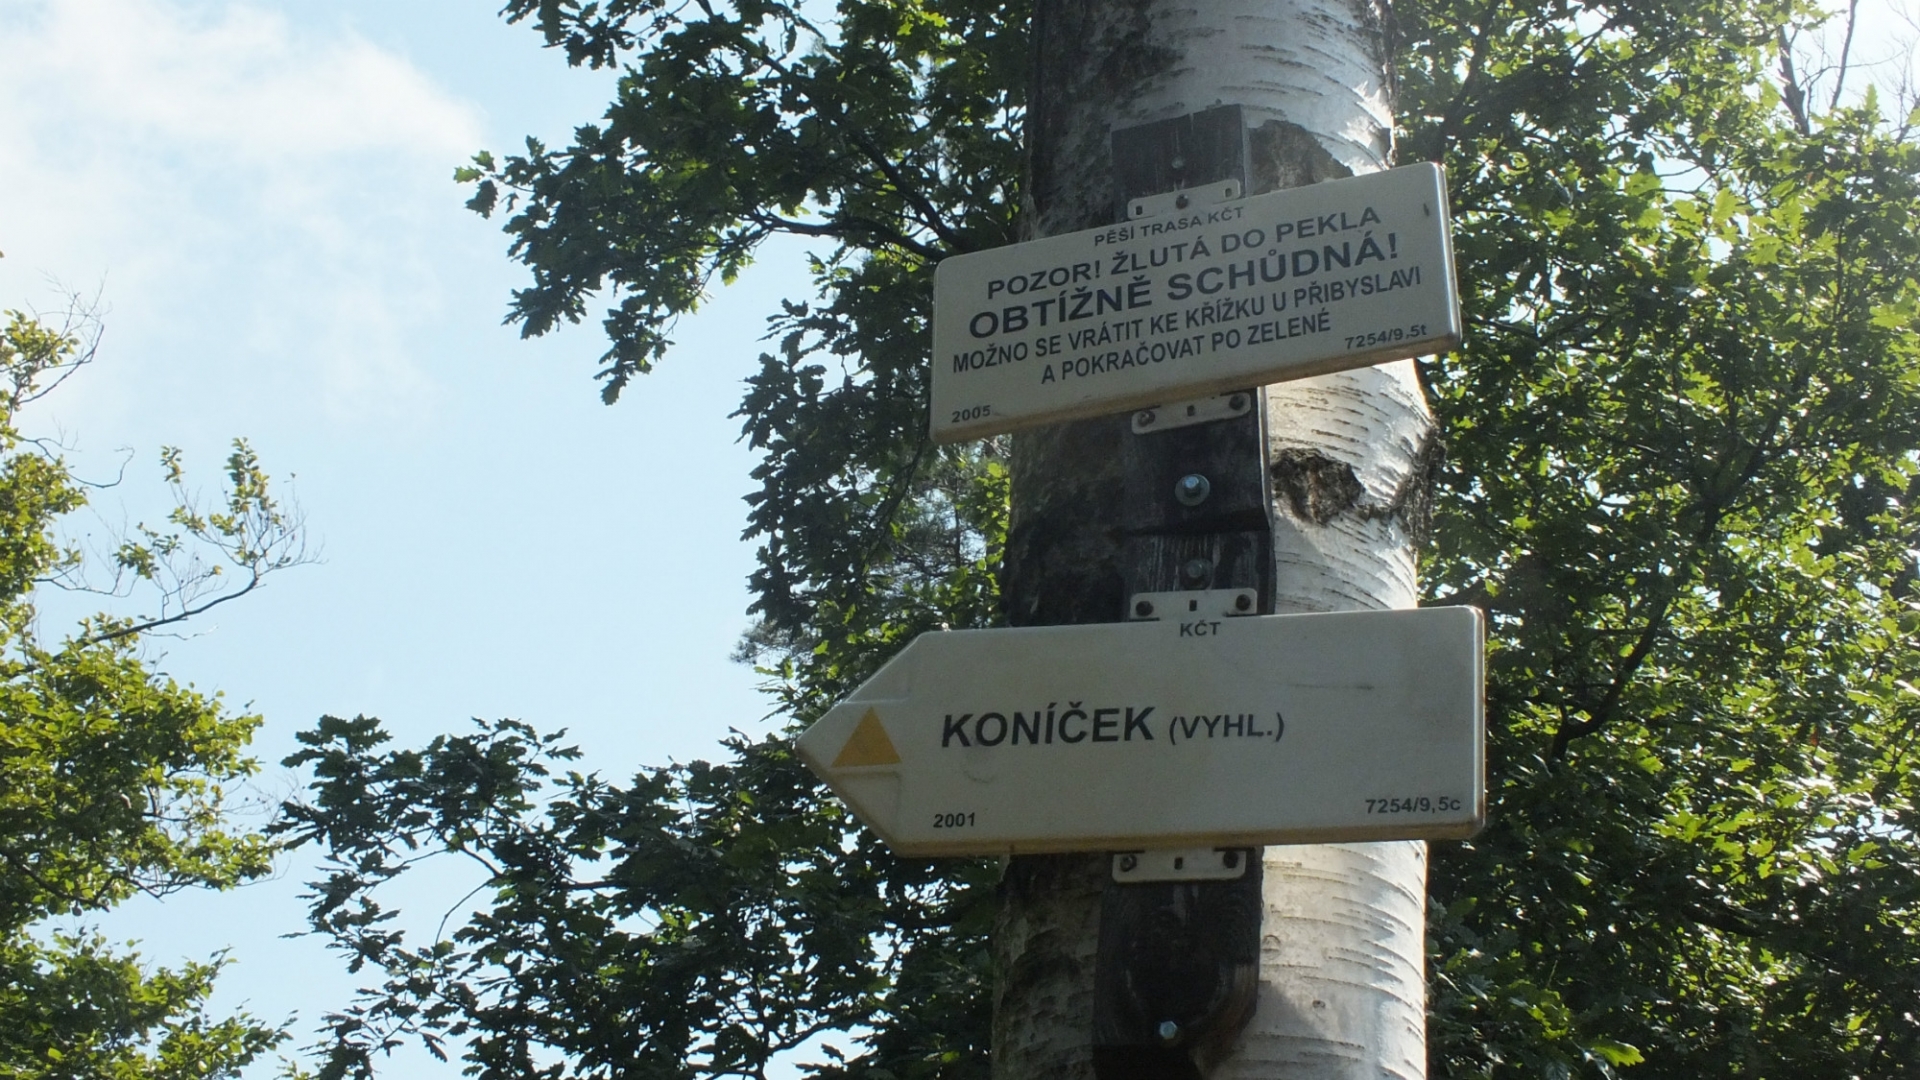 PĚŠÍ TRASA KČT
POZOR! ŽLUTÁ DO PEKLA
OBTÍŽNĚ SCHŮDNÁ!
MOŽNO SE VRÁTIT KE KŘÍŽKU U PŘIBYSLAVI
A POKRAČOVAT PO ZELENÉ
2005 7254/9,5t
KČT
KONÍČEK (VYHL.)
2001 7254/9,5c